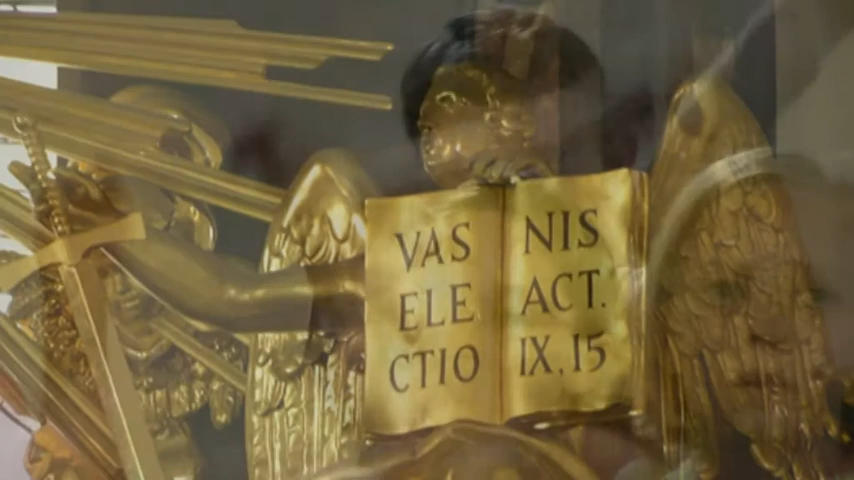 VAS
ELE
CTIO
NIS
ACT.
IX, 15